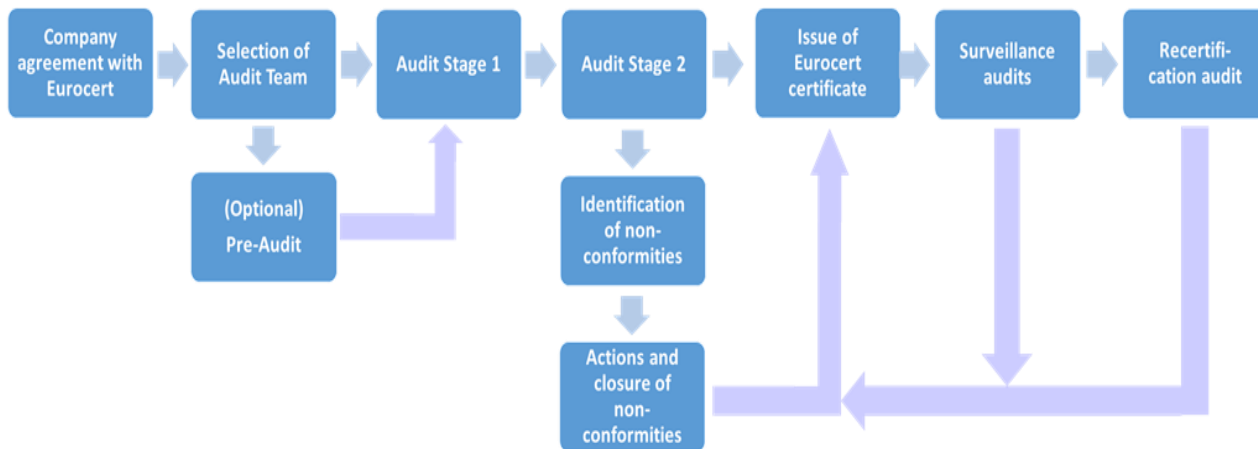 Company
agreement with
Eurocert
Selection of
Audit Team
Audit Stage 1
Audit Stage 2
Issue of
Eurocert
certificate
Surveillance
audits
Recertifi-
cation audit
(Optional)
Pre-Audit
Identification
of non-
conformities
Actions and
closure of
non-
conformities